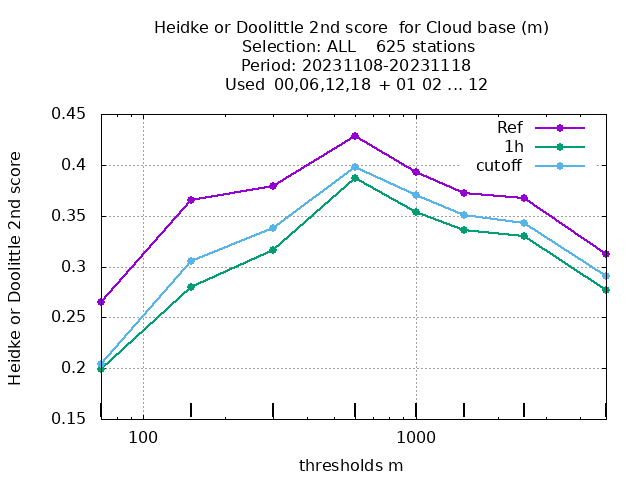 Heidke or Doolittle 2nd score  for Cloud base (m)
Selection: ALL    625 stations
Period: 20231108-20231118
Used  00,06,12,18 + 01 02 ... 12
Ref
1h
cutoff
Heidke or Doolittle 2nd score
0.45
0.4
0.35
0.3
0.25
0.2
0.15
100
1000
thresholds m